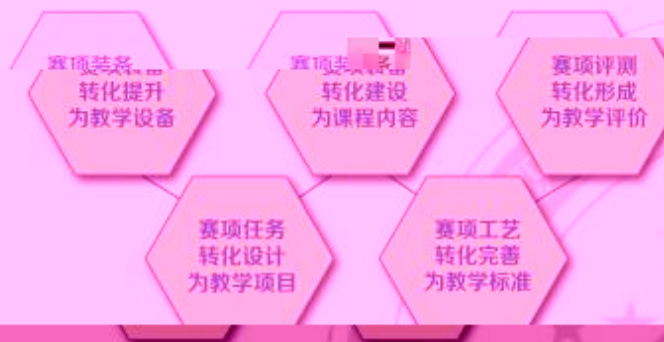 赛项装备
转化提升
为教学设备
赛项装备
转化建设
为课程内容
赛项评测
转化形成
为教学评价
赛项任务
转化设计
为教学项目
赛项工艺
转化完善
为教学标准